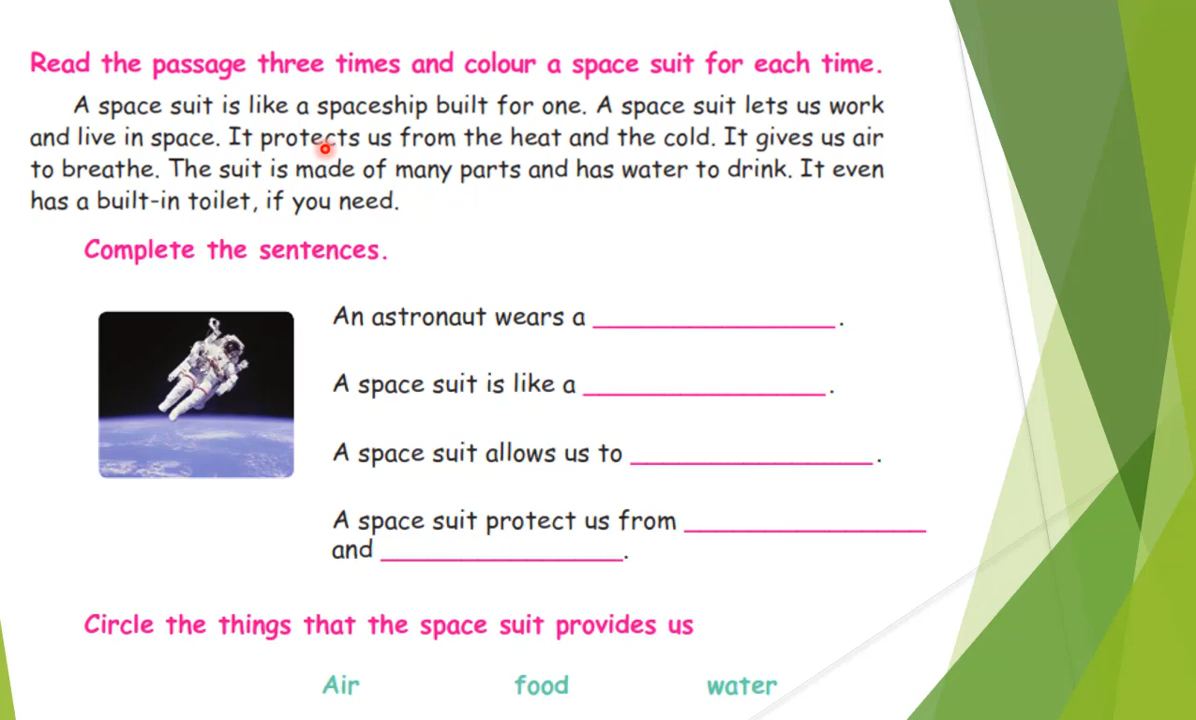 Read the passage three times and colour a space suit for each time.
A space suit is like a spaceship built for one. A space suit lets us work
and live in space. It protects us from the heat and the cold. It gives us air
to breathe. The suit is made of many parts and has water to drink. It even
has a built-in toilet, if you need.
Complete the sentences.
An astronaut wears a __________________.
A space suit is like a __________________.
A space suit allows us to __________________.
A space suit protect us from __________________
and __________________.
Circle the things that the space suit provides us
Air food water